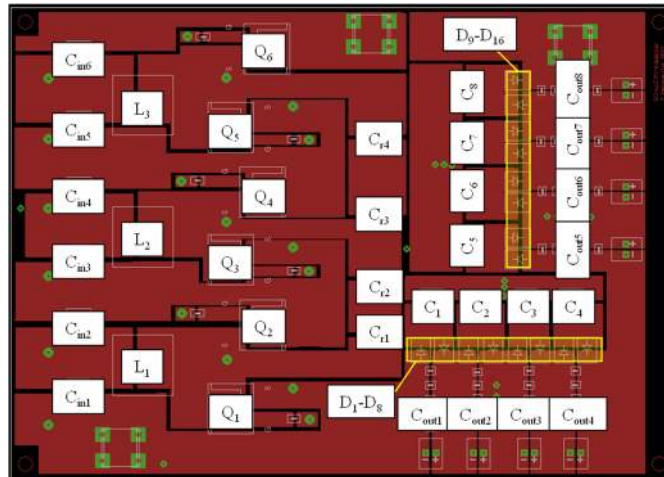 D9-D16
Cin6
Q6
L3
C8
Cout8
Cin5
Q5
Cr4
C7
Cout7
Cin4
Q4
C6
Cout6
Cr3
L2
Cin3
Q3
C5
Cout5
Cr2
C1
C2
C3
C4
Cin2
Q2
Cr1
L1
Cin1
Q1
D1-D8
Cout1
Cout2
Cout3
Cout4